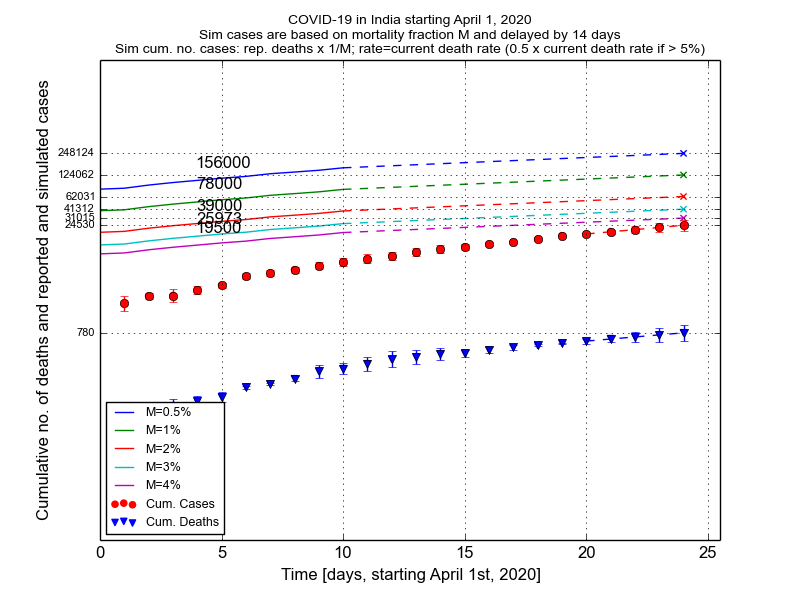 COVID-19 in India starting April 1, 2020
Sim cases are based on mortality fraction M and delayed by 14 days
Sim cum. no. cases: rep. deaths x 1/M; rate=current death rate (0.5 x current death rate if > 5%)
Cumulative no. of deaths and reported and simulated cases
248124
124062
62031
41312
31015
24530
780
156000
78000
39000
25973
19500
M=0.5%
M=1%
M=2%
M=3%
M=4%
Cum. Cases
Cum. Deaths
0 5 10 15 20 25
Time [days, starting April 1st, 2020]